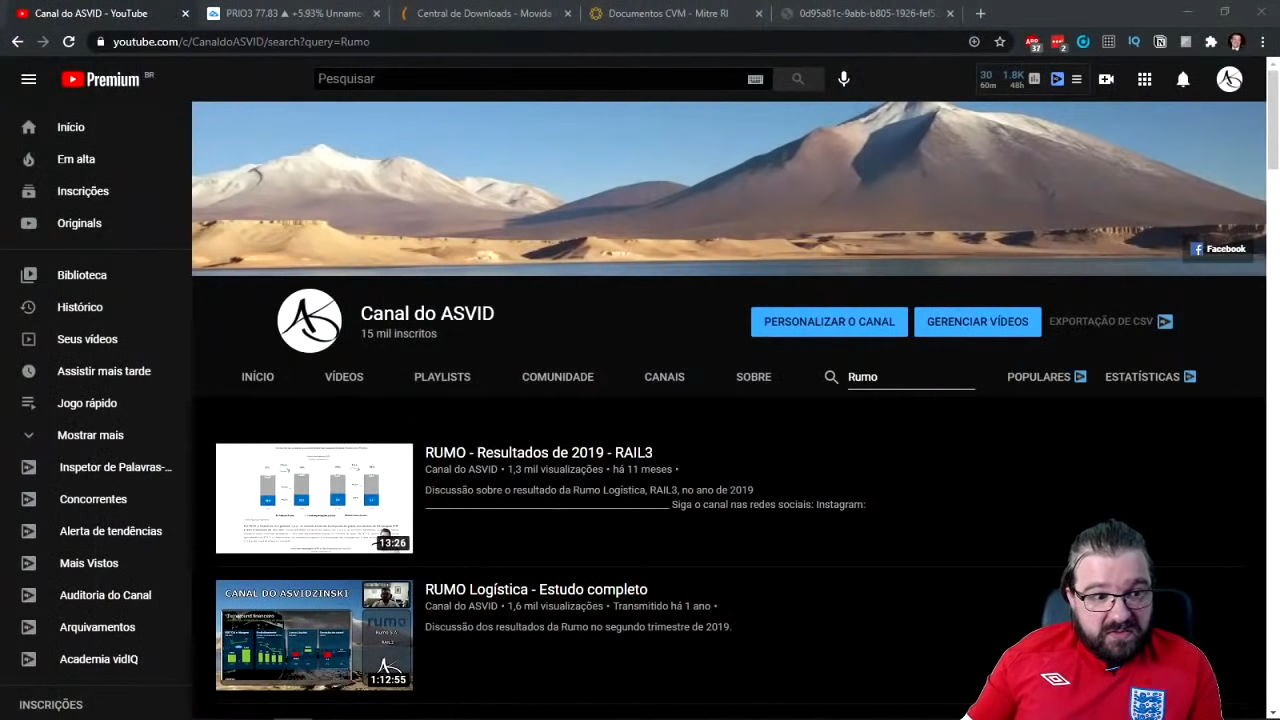 Canal do ASVID - YouTube
PRIO3 77.83 ▲ +5.93% Unname
Central de Downloads - Movida
Documentos CVM - Mitre RI
0d95a81c-9abb-b805-1926-fef5
youtube.com/c/CanaldoASVID/search?query=Rumo
37
2
IQ
Premium BR
Pesquisar
30 1.8K
60m 48h
Início
Em alta
Inscrições
Originals
Biblioteca
Histórico
Seus vídeos
Assistir mais tarde
Jogo rápido
Mostrar mais
Inspetor de Palavras-...
Concorrentes
Alerta de tendências
Mais Vistos
Auditoria do Canal
Arquivamentos
Academia vidIQ
INSCRIÇÕES
Facebook
Canal do ASVID
15 mil inscritos
PERSONALIZAR O CANAL
GERENCIAR VÍDEOS
EXPORTAÇÃO DE CSV
INÍCIO
VÍDEOS
PLAYLISTS
COMUNIDADE
CANAIS
SOBRE
Rumo
POPULARES
ESTATÍSTICAS
13:26
RUMO - Resultados de 2019 - RAIL3
Canal do ASVID • 1,3 mil visualizações • há 11 meses •
Discussão sobre o resultado da Rumo Logística, RAIL3, no ano de 2019
Siga o canal nas redes sociais: Instagram:
CANAL DO ASVIDZINSKI
rumo
Rumo S.A
RAIL3
1:12:55
RUMO Logística - Estudo completo
Canal do ASVID • 1,6 mil visualizações • Transmitido há 1 ano •
Discussão dos resultados da Rumo no segundo trimestre de 2019.